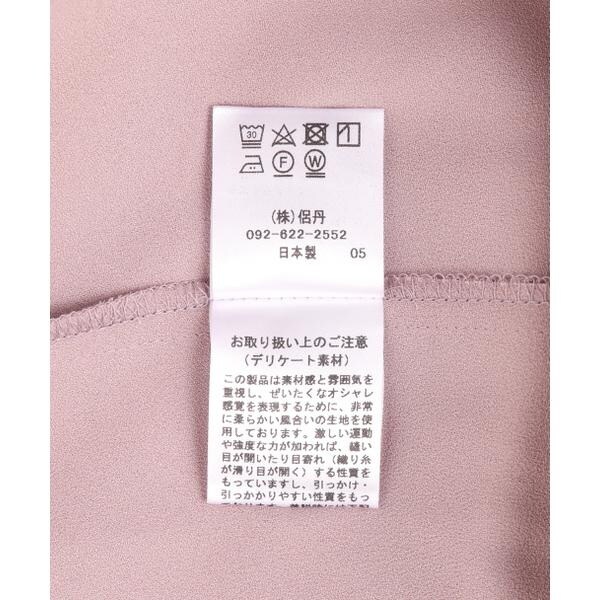 30
F W
(株)侶丹
092-622-2552
日本製 05
お取り扱い上のご注意
(デリケート素材)
この製品は素材感と雰囲気を
重視し、ぜいたくなオシャレ
感覚を表現するために、非常
に柔らかい風合いの生地を使
用しております。激しい運動
や強度な力が加われば、縫い
目が開いたり目寄れ(織り糸
が滑り目が開く)する性質を
もっていますし、引っかけ・
引っかかりやすい性質をもっ
ております。